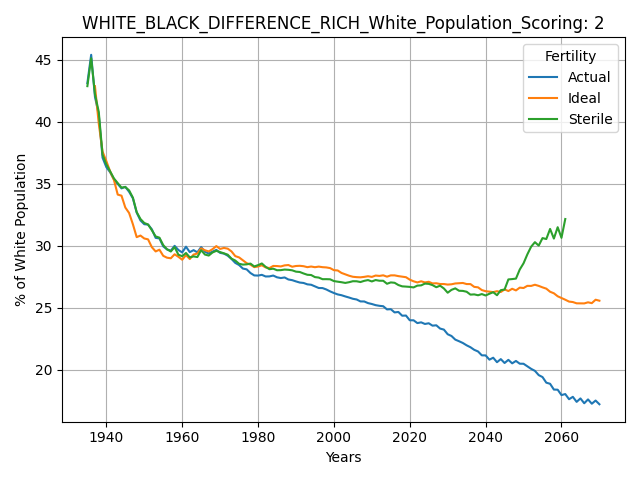 WHITE_BLACK_DIFFERENCE_RICH_White_Population_Scoring: 2
Fertility
Actual
Ideal
Sterile
% of White Population
45
40
35
30
25
20
1940 1960 1980 2000 2020 2040 2060
Years